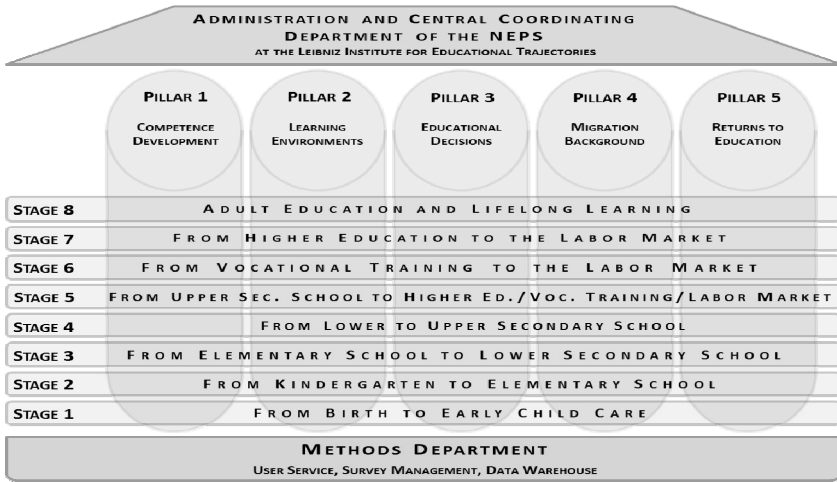 Administration and Central Coordinating
Department of the NEPS
at the Leibniz Institute for Educational Trajectories
Pillar 1
Competence
Development
Pillar 2
Learning
Environments
Pillar 3
Educational
Decisions
Pillar 4
Migration
Background
Pillar 5
Returns to
Education
Stage 8 Adult Education and Lifelong Learning
Stage 7 From Higher Education to the Labor Market
Stage 6 From Vocational Training to the Labor Market
Stage 5 From Upper Sec. School to Higher Ed./Voc. Training/Labor Market
Stage 4 From Lower to Upper Secondary School
Stage 3 From Elementary School to Lower Secondary School
Stage 2 From Kindergarten to Elementary School
Stage 1 From Birth to Early Child Care
Methods Department
User Service, Survey Management, Data Warehouse